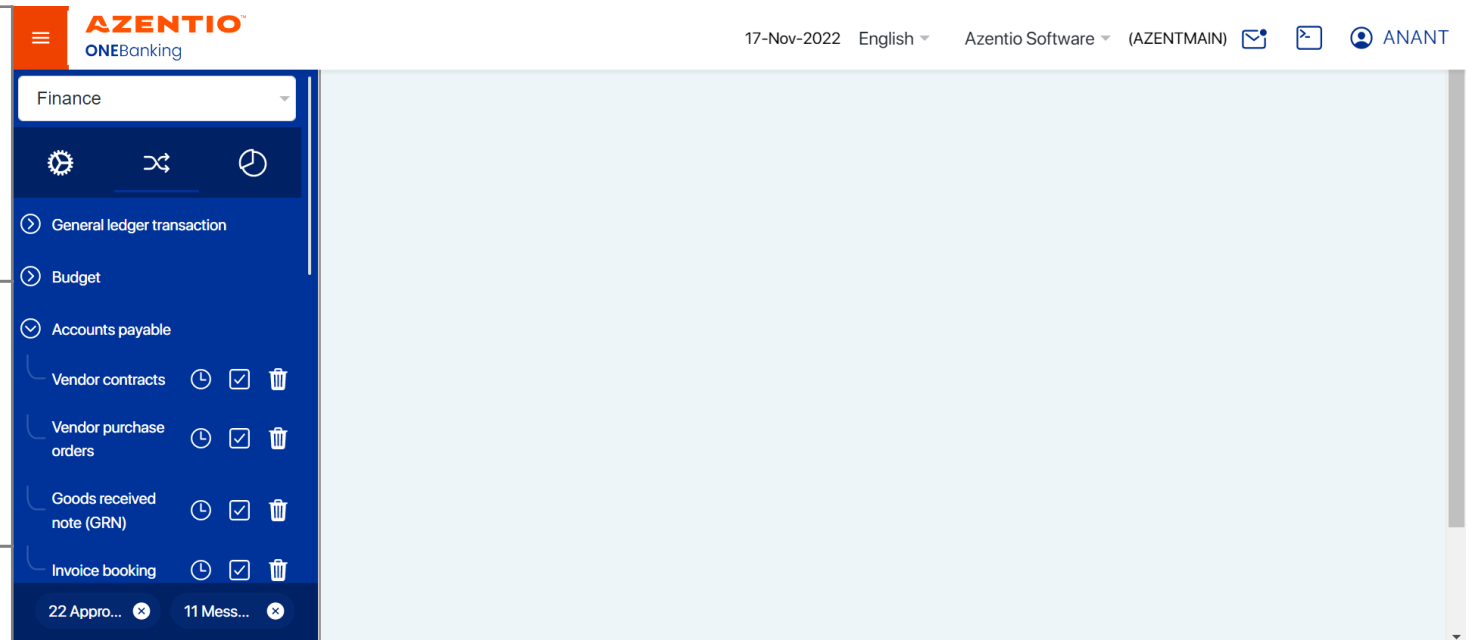 AZENTIO™
ONEBanking
17-Nov-2022 English Azentio Software (AZENTMAIN) ANANT
Finance
General ledger transaction
Budget
Accounts payable
Vendor contracts
Vendor purchase
orders
Goods received
note (GRN)
Invoice booking
22 Appro... 11 Mess...